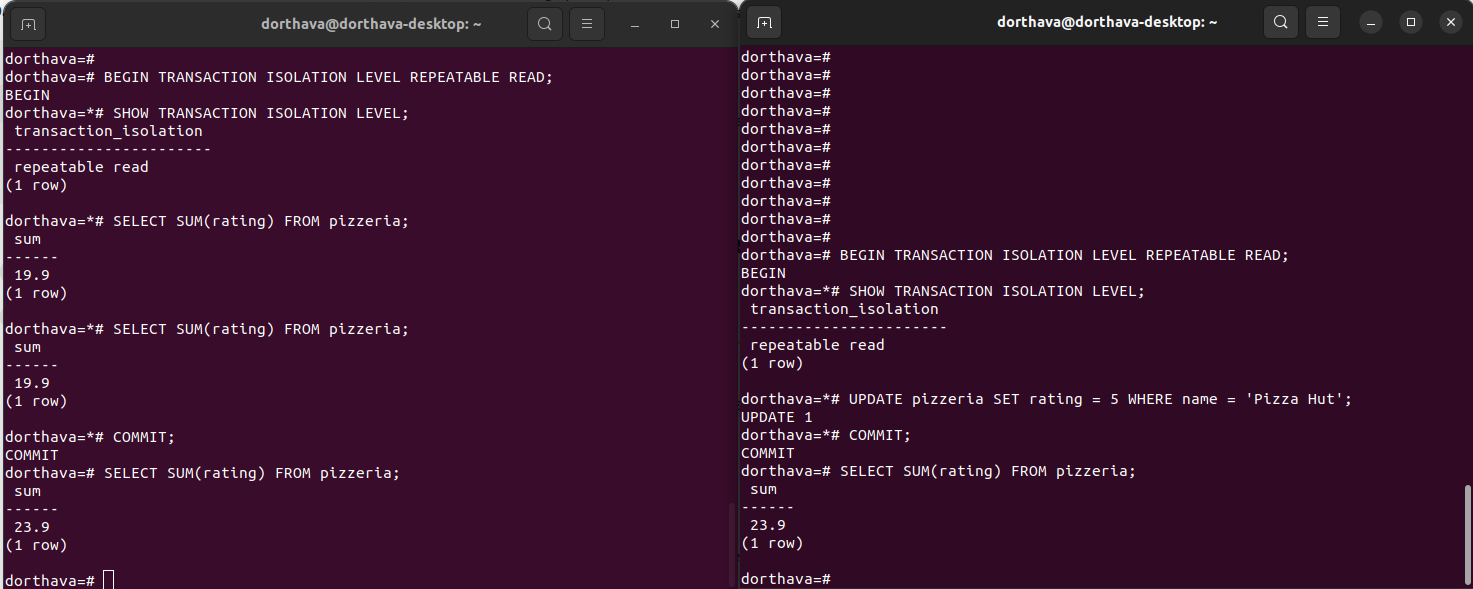 dorthava@dorthava-desktop: ~
dorthava=#
dorthava=# BEGIN TRANSACTION ISOLATION LEVEL REPEATABLE READ;
BEGIN
dorthava=*# SHOW TRANSACTION ISOLATION LEVEL;
transaction_isolation
-----------------------
repeatable read
(1 row)
dorthava=*# SELECT SUM(rating) FROM pizzeria;
sum
------
19.9
(1 row)
dorthava=*# SELECT SUM(rating) FROM pizzeria;
sum
------
19.9
(1 row)
dorthava=*# COMMIT;
COMMIT
dorthava=# SELECT SUM(rating) FROM pizzeria;
sum
------
23.9
(1 row)
dorthava=#
dorthava@dorthava-desktop: ~
dorthava=#
dorthava=#
dorthava=#
dorthava=#
dorthava=#
dorthava=#
dorthava=#
dorthava=#
dorthava=#
dorthava=#
dorthava=#
dorthava=# BEGIN TRANSACTION ISOLATION LEVEL REPEATABLE READ;
BEGIN
dorthava=*# SHOW TRANSACTION ISOLATION LEVEL;
transaction_isolation
-----------------------
repeatable read
(1 row)
dorthava=*# UPDATE pizzeria SET rating = 5 WHERE name = 'Pizza Hut';
UPDATE 1
dorthava=*# COMMIT;
COMMIT
dorthava=# SELECT SUM(rating) FROM pizzeria;
sum
------
23.9
(1 row)
dorthava=#